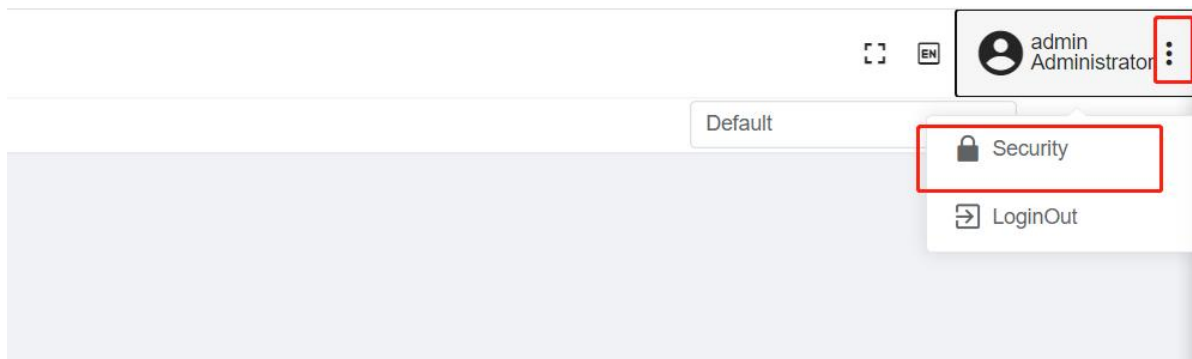 EN
admin
Administrator
Default
Security
LoginOut